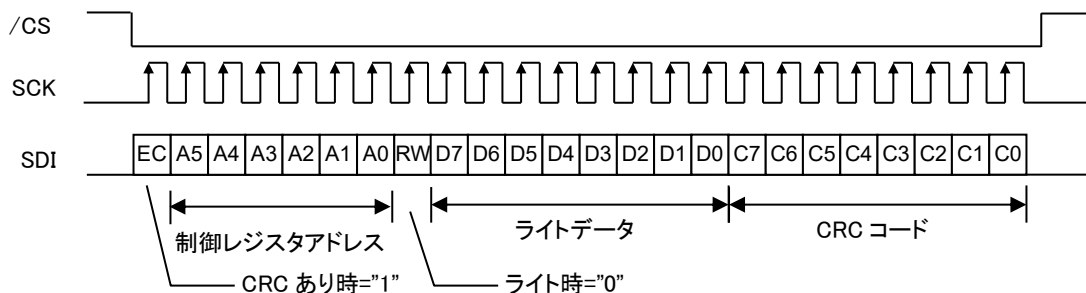 /CS
SCK
SDI EC A5 A4 A3 A2 A1 A0 RW D7 D6 D5 D4 D3 D2 D1 D0 C7 C6 C5 C4 C3 C2 C1 C0
制御レジスタアドレス ライトデータ CRC コード
CRC あり時=”1” ライト時=”0”